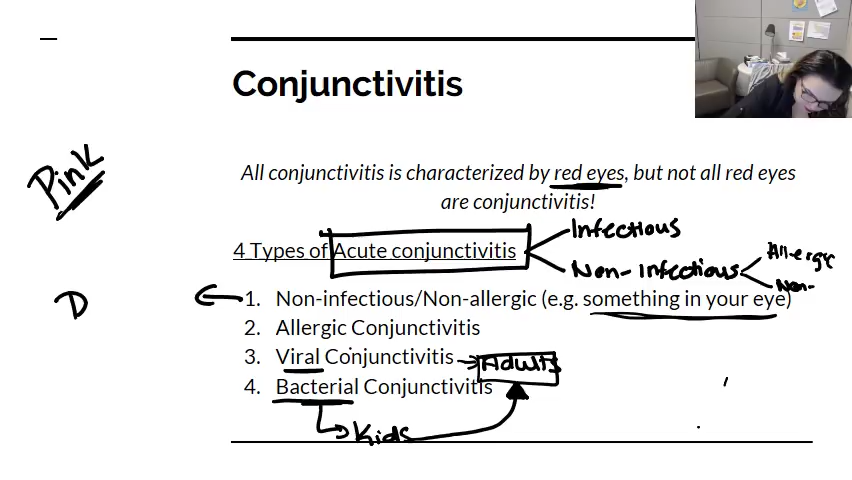 Conjunctivitis
Pink
All conjunctivitis is characterized by red eyes, but not all red eyes
are conjunctivitis!
Infectious
4 Types of Acute conjunctivitis
Non-infectious
Allergic
Non-
D
1. Non-infectious/Non-allergic (e.g. something in your eye)
2. Allergic Conjunctivitis
3. Viral Conjunctivitis
Adults
4. Bacterial Conjunctivitis
Kids